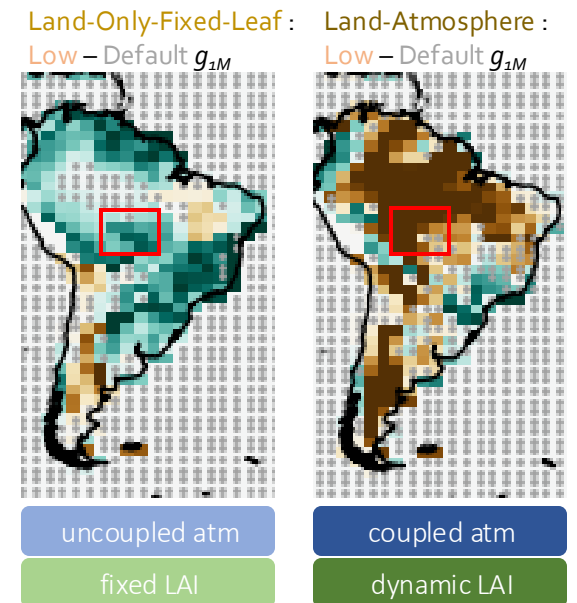 Land-Only-Fixed-Leaf :
Low – Default g1M
Land-Atmosphere :
Low – Default g1M
uncoupled atm
fixed LAI
coupled atm
dynamic LAI